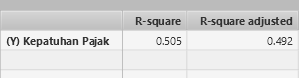 R-square R-square adjusted
(Y) Kepatuhan Pajak 0.505 0.492